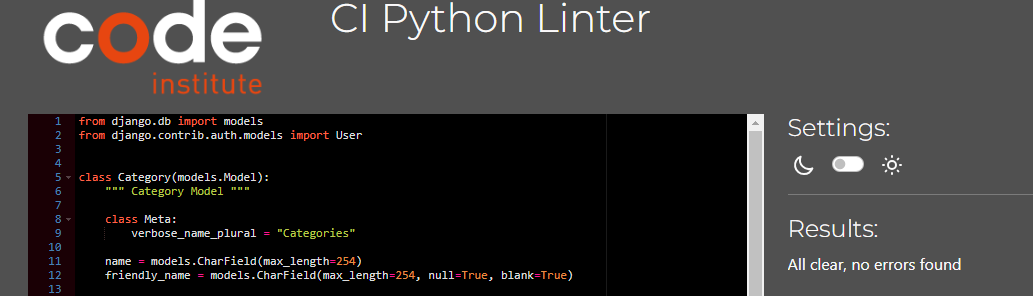 code
institute
CI Python Linter
1 from django.db import models
2 from django.contrib.auth.models import User
3
4
5 class Category(models.Model):
6 """ Category Model """
7
8 class Meta:
9 verbose_name_plural = "Categories"
10
11 name = models.CharField(max_length=254)
12 friendly_name = models.CharField(max_length=254, null=True, blank=True)
13
Settings:
Results:
All clear, no errors found